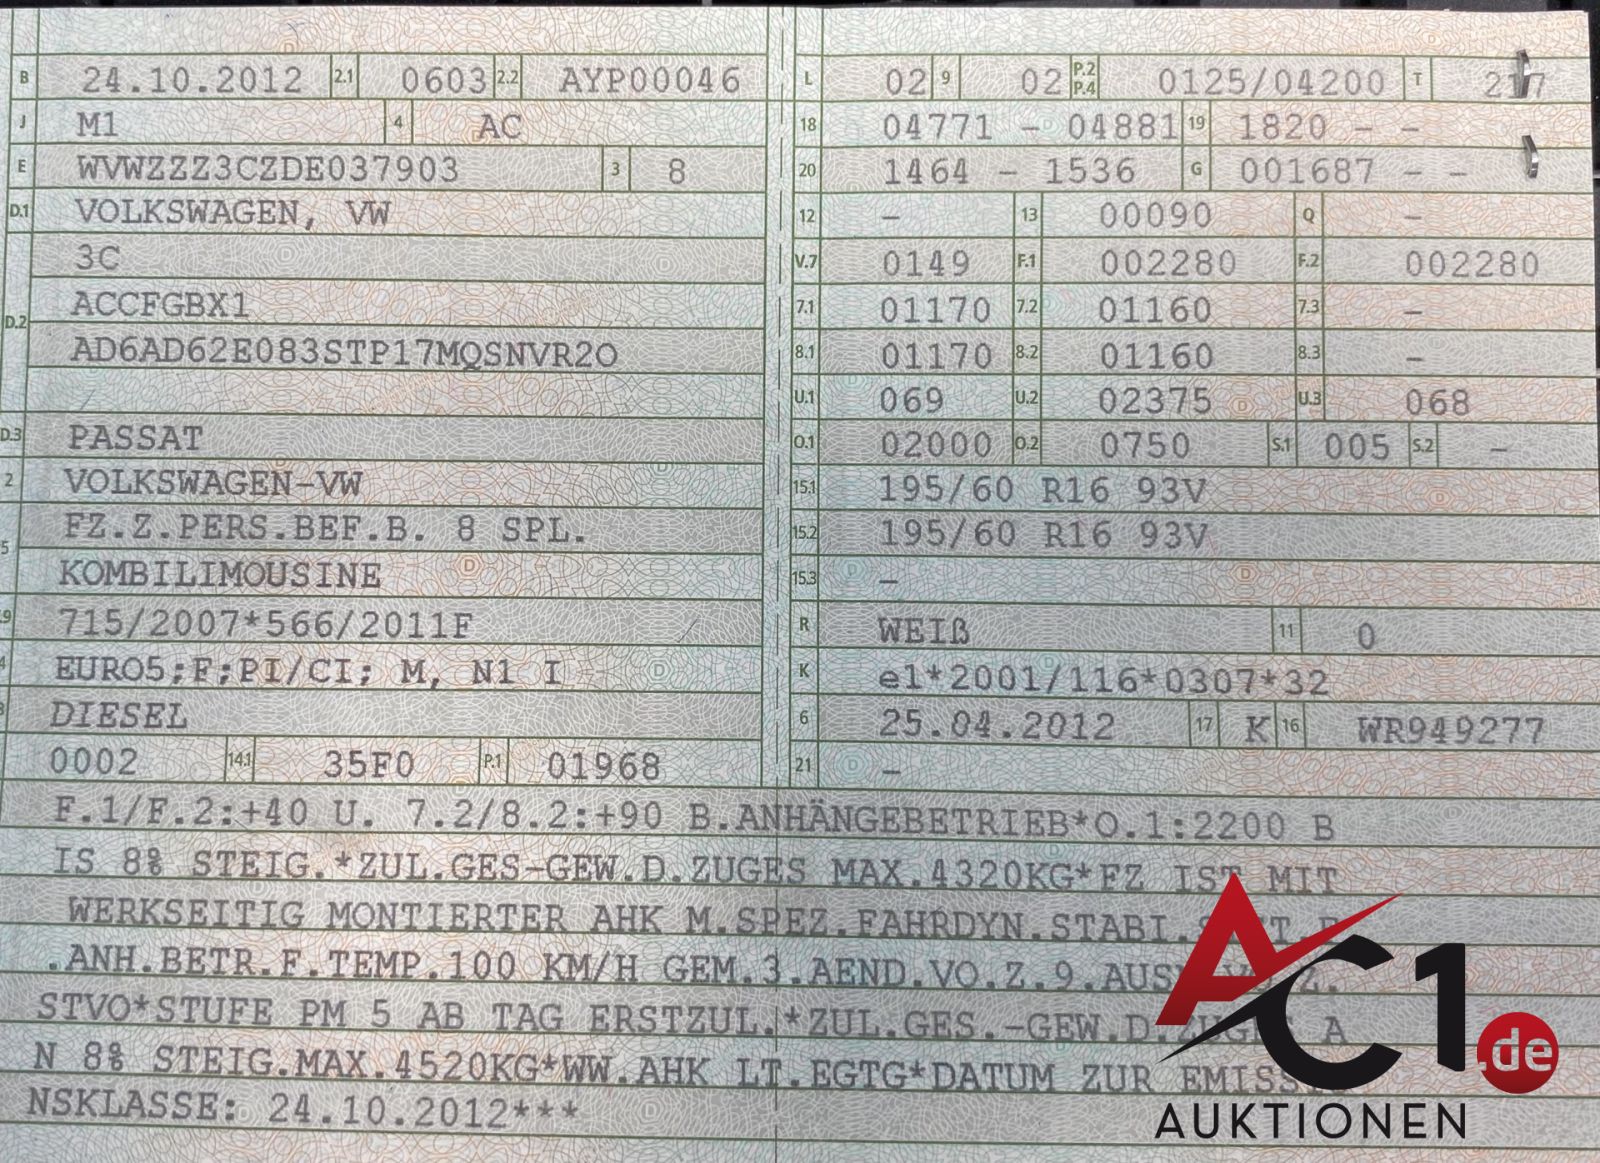 B 24.10.2012 2.1 0603 2.2 AYP00046
J M1 4 AC
E WVWZZZ3CZDE037903 3 8
D.1 VOLKSWAGEN, VW
3C
D.2 ACCFGBX1
AD6AD62E083STP17MQSNVR2O
D.3 PASSAT
2 VOLKSWAGEN-VW
5 FZ.Z.PERS.BEF.B. 8 SPL.
KOMBILIMOUSINE
.9 715/2007*566/2011F
4 EURO5;F;PI/CI; M, N1 I
DIESEL
0002 14.1 35F0 P.1 01968
L 02 9 02 P.2 P.4 0125/04200 T 217
18 04771 - 04881 19 1820 - -
20 1464 - 1536 G 001687 - -
12 - 13 00090 Q -
V.7 0149 F.1 002280 F.2 002280
7.1 01170 7.2 01160 7.3 -
8.1 01170 8.2 01160 8.3 -
U.1 069 U.2 02375 U.3 068
O.1 02000 O.2 0750 S.1 005 S.2 -
15.1 195/60 R16 93V
15.2 195/60 R16 93V
15.3 -
R WEIß 11 0
K e1*2001/116*0307*32
6 25.04.2012 17 K 16 WR949277
21 -
F.1/F.2:+40 U. 7.2/8.2:+90 B.ANHÄNGEBETRIEB*O.1:2200 B
IS 8% STEIG.*ZUL.GES-GEW.D.ZUGES MAX.4320KG*FZ IST MIT
WERKSEITIG MONTIERTER AHK M.SPEZ.FAHRDYN.STABI.
.ANH.BETR.F.TEMP.100 KM/H GEM.3.AEND.VO.Z.9.AUS
STVO*STUFE PM 5 AB TAG ERSTZUL.*ZUL.GES.-GEW.D.ZUGES A
N 8% STEIG.MAX.4520KG*WW.AHK LT.EGTG*DATUM ZUR EMISSIO
NSKLASSE: 24.10.2012***
AC1.de
AUKTIONEN